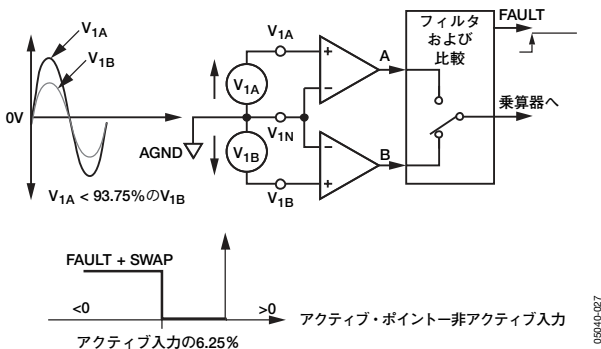 V1A
V1B
0V
V1A < 93.75%のV1B
V1A
V1A
AGND
V1N
V1B
V1B
+
−
−
+
A
B
フィルタ
および
比較
FAULT
乗算器へ
FAULT + SWAP
<0
>0
アクティブ・ポイントー非アクティブ入力
アクティブ入力の6.25%
05040-027